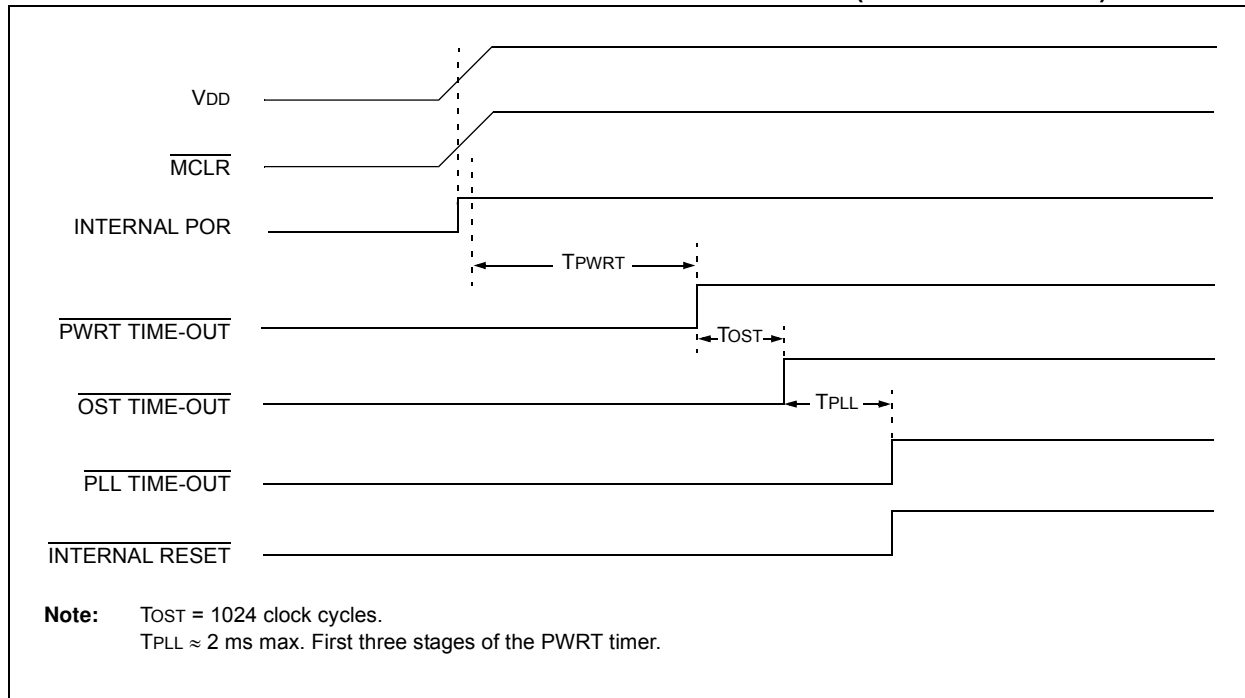 VDD
MCLR
INTERNAL POR
TPWRT
PWRT TIME-OUT
TOST
OST TIME-OUT
TPLL
PLL TIME-OUT
INTERNAL RESET
Note: TOST = 1024 clock cycles.
TPLL ≈ 2 ms max. First three stages of the PWRT timer.